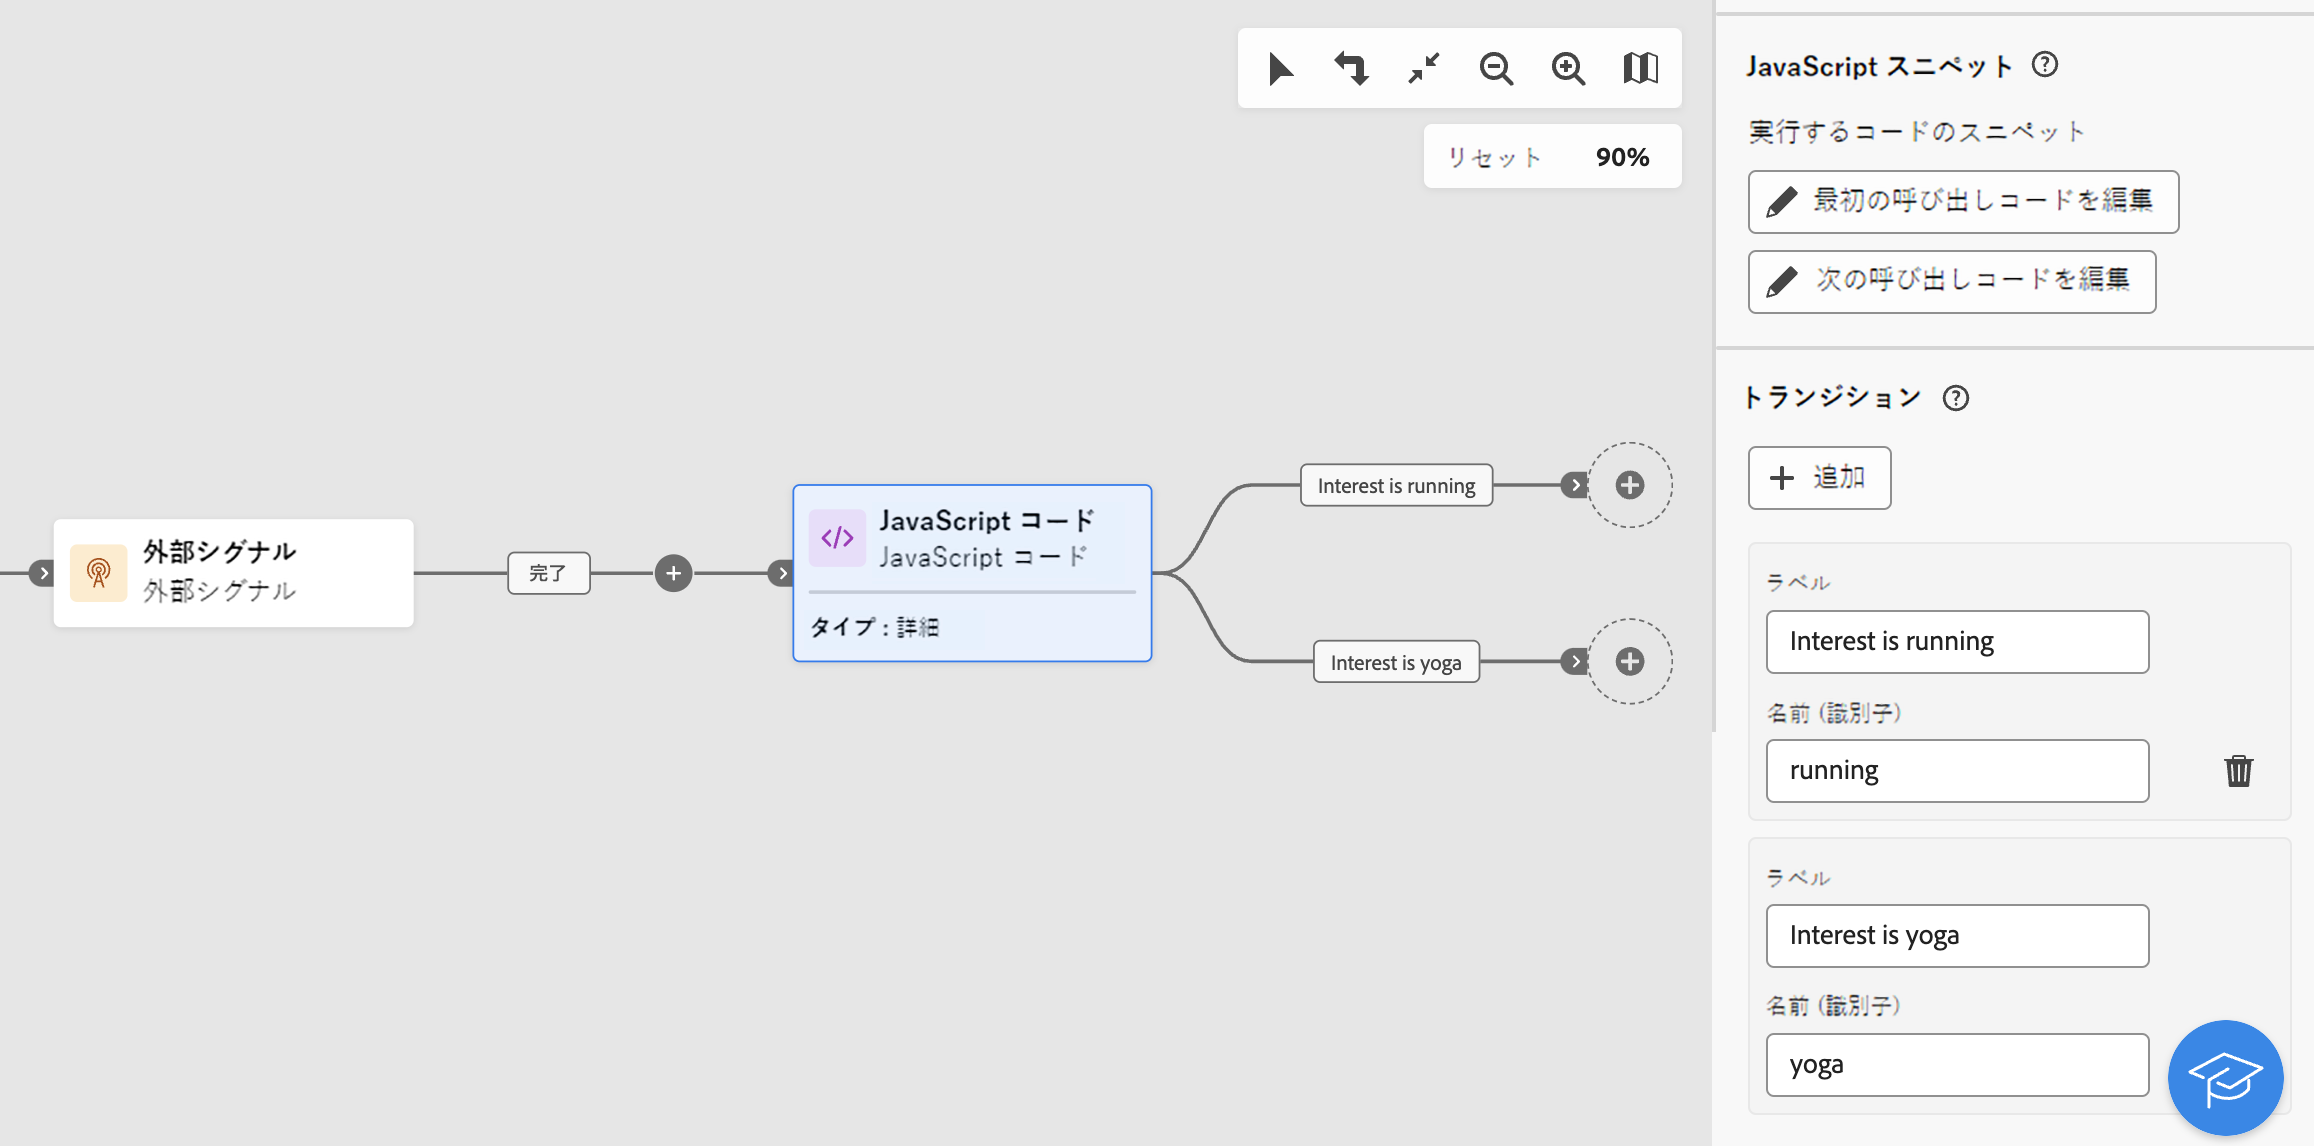 リセット 90%
外部シグナル
外部シグナル
完了
JavaScript コード
JavaScript コード
タイプ : 詳細
Interest is running
Interest is yoga
JavaScript スニペット
実行するコードのスニペット
最初の呼び出しコードを編集
次の呼び出しコードを編集
トランジション
追加
ラベル
Interest is running
名前 (識別子)
running
ラベル
Interest is yoga
名前 (識別子)
yoga